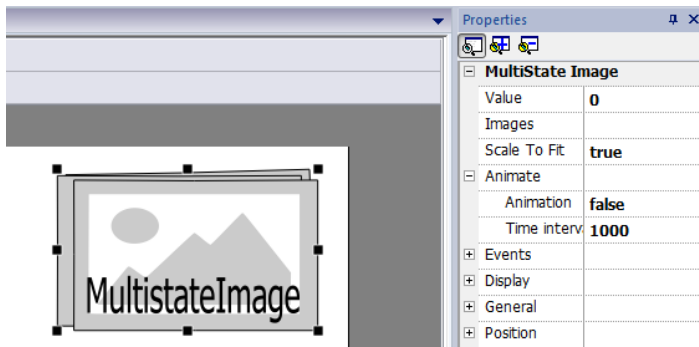 Properties
MultiState Image
Value 0
Images
Scale To Fit true
Animate
Animation false
Time interv 1000
Events
Display
General
Position
MultistateImage